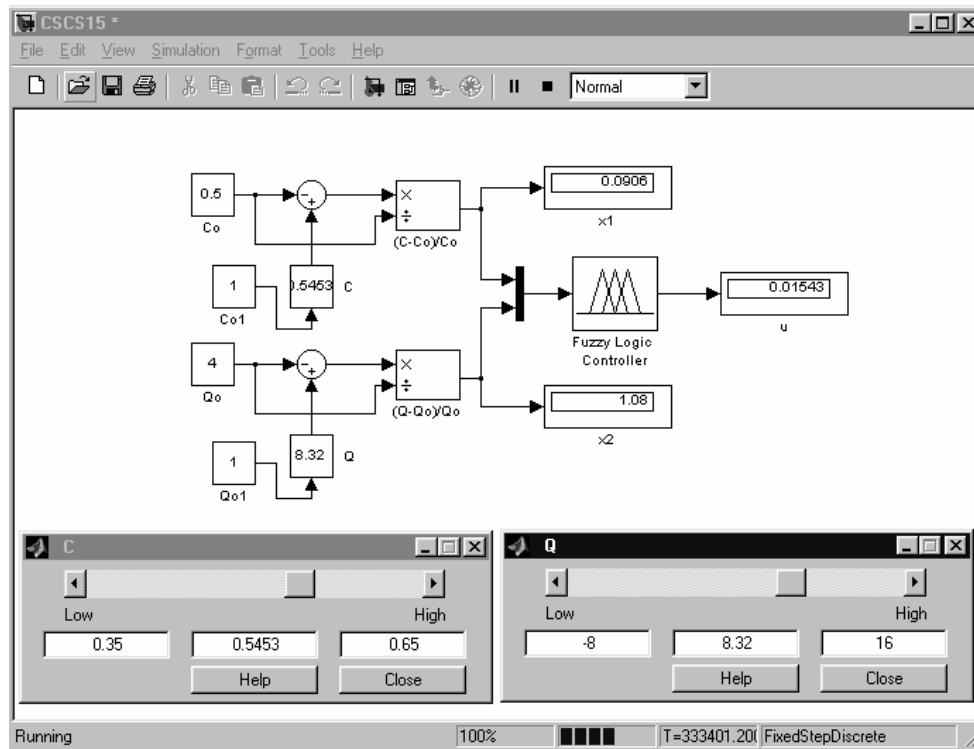 CSCS15 *
File Edit View Simulation Format Tools Help
Normal
0.5
Co
-
+
×
÷
(C-Co)/Co
0.0906
x1
1
Co1
0.5453
C
Fuzzy Logic
Controller
0.01543
u
4
Qo
-
+
×
÷
(Q-Qo)/Qo
1.08
x2
1
Qo1
8.32
Q
C
Low High
0.35 0.5453 0.65
Help Close
Q
Low High
-8 8.32 16
Help Close
Running 100% T=333401.20 FixedStepDiscrete